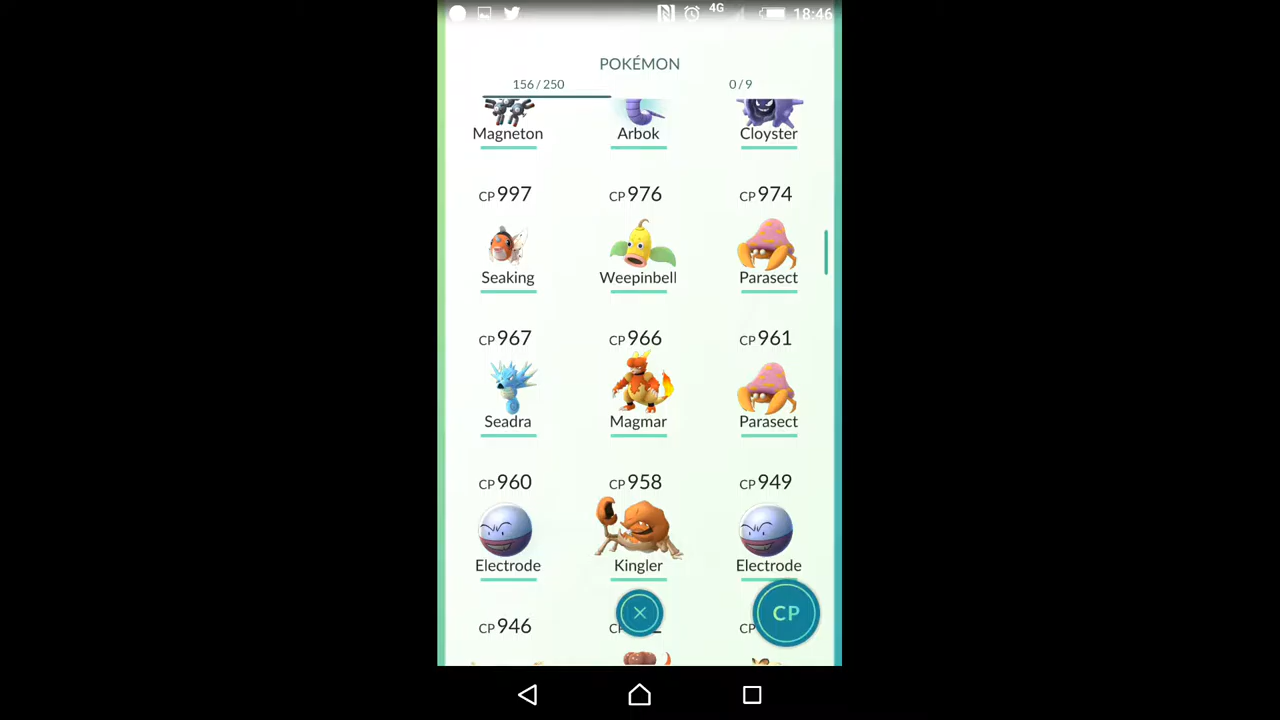 4G 18:46
POKÉMON
156 / 250 0 / 9
Magneton Arbok Cloyster
CP 997 CP 976 CP 974
Seaking Weepinbell Parasect
CP 967 CP 966 CP 961
Seadra Magmar Parasect
CP 960 CP 958 CP 949
Electrode Kingler Electrode
CP 946 CP CP
CP